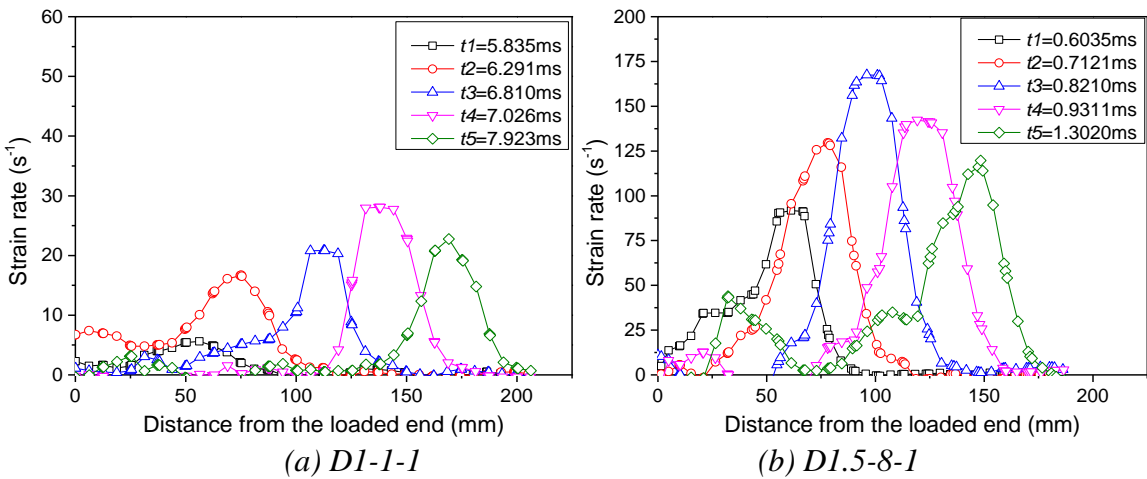 (a)
(b)
60
50
40
30
20
10
0
Strain rate (s⁻¹)
t1=5.835ms
t2=6.291ms
t3=6.810ms
t4=7.026ms
t5=7.923ms
0 50 100 150 200
Distance from the loaded end (mm)
(a) D1-1-1
200
175
150
125
100
75
50
25
0
Strain rate (s⁻¹)
t1=0.6035ms
t2=0.7121ms
t3=0.8210ms
t4=0.9311ms
t5=1.3020ms
0 50 100 150 200
Distance from the loaded end (mm)
(b) D1.5-8-1